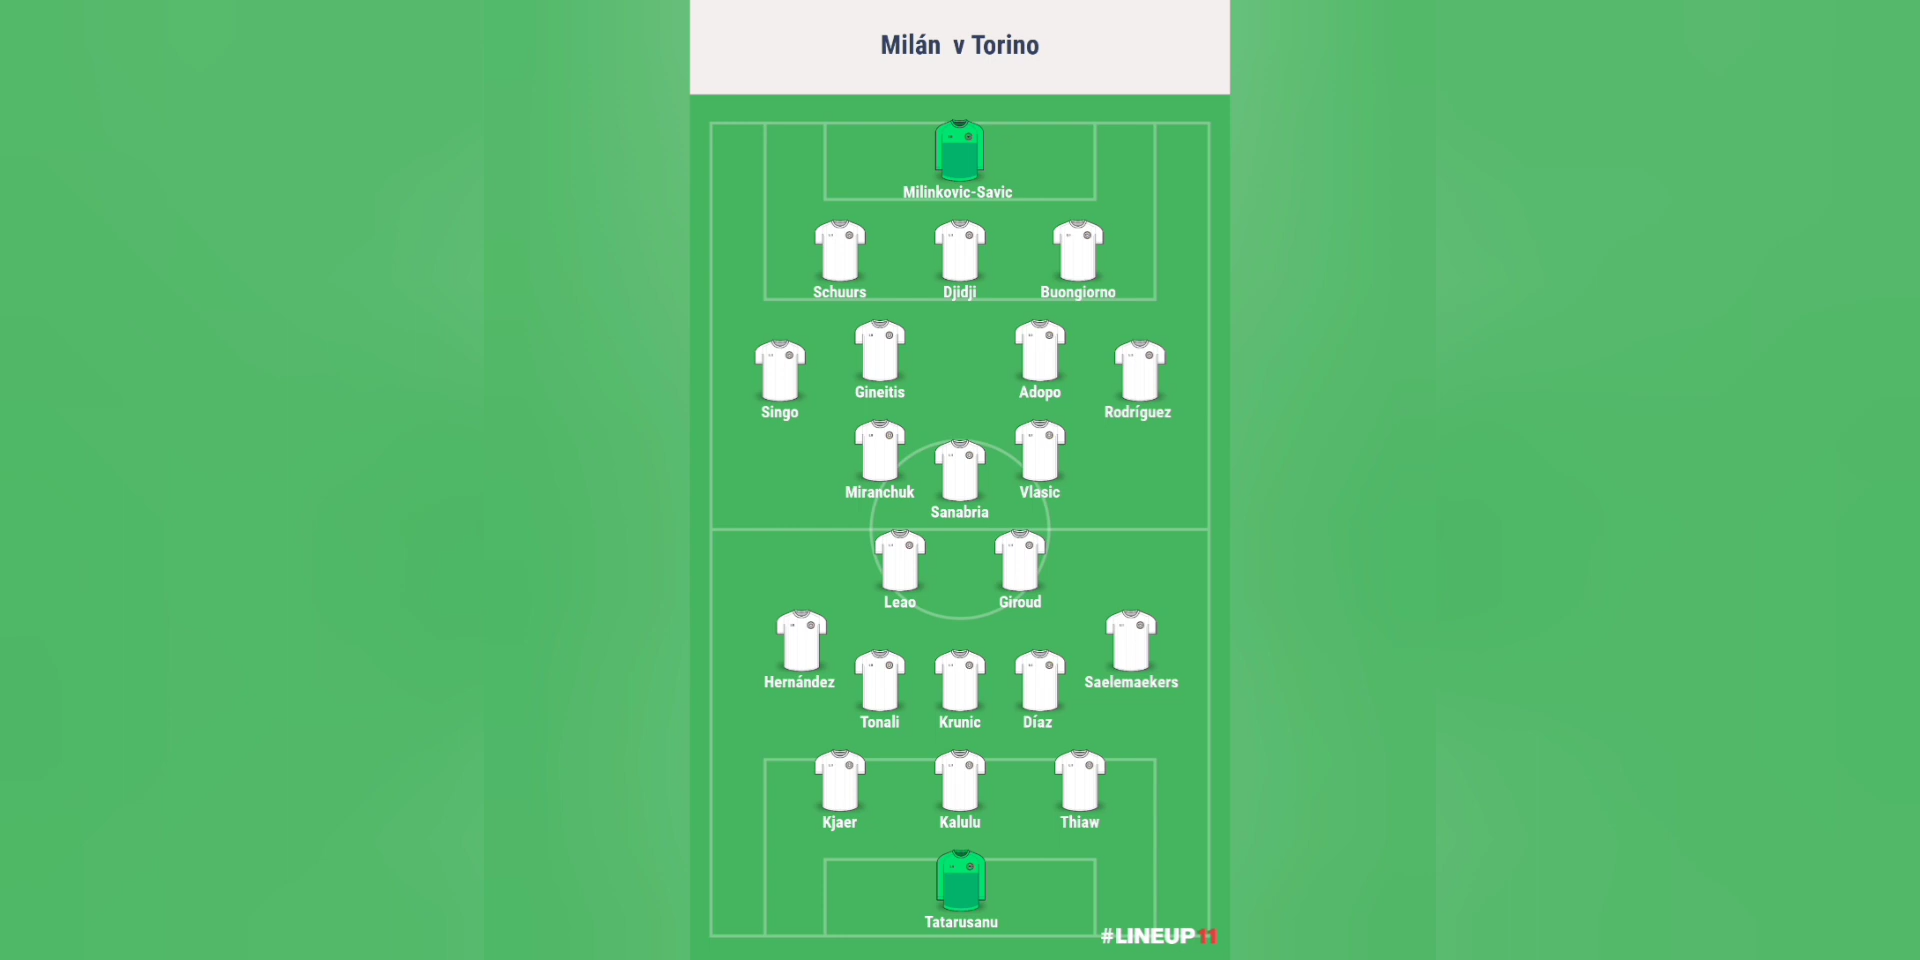 Milán v Torino
Milinkovic-Savic
Schuurs Djidji Buongiorno
Gineitis Adopo
Singo Rodríguez
Miranchuk Vlasic
Sanabria
Leao Giroud
Hernández Saelemaekers
Tonali Krunic Díaz
Kjaer Kalulu Thiaw
Tatarusanu
#LINEUP11